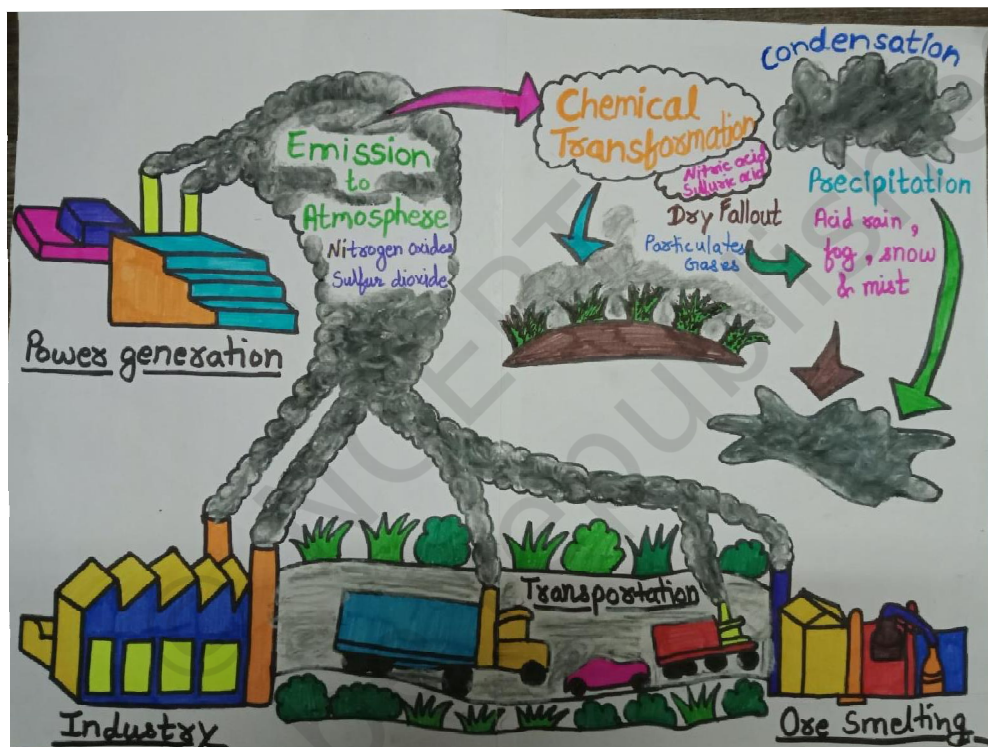 Condensation
Emission
to
Atmosphere
Nitrogen oxides
Sulfur dioxide
Chemical
Transformation
Nitric acid
Sulluric acid
Dry Fallout
Particulates
Gases
Precipitation
Acid rain,
fog, snow
& mist
Power generation
Transportation
Industry
Ore Smelting